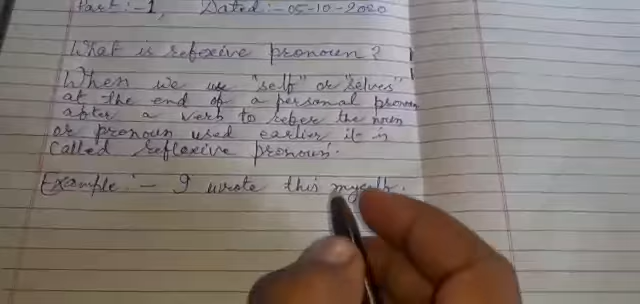 Part:-1, Dated:-05-10-2020
What is refexive pronoun?
When we use "self" or "selves"
at the end of a personal pronoun
after a verb to refer the noun
or pronoun used earlier it is
called reflexive pronoun.
Example:- I wrote this myself.